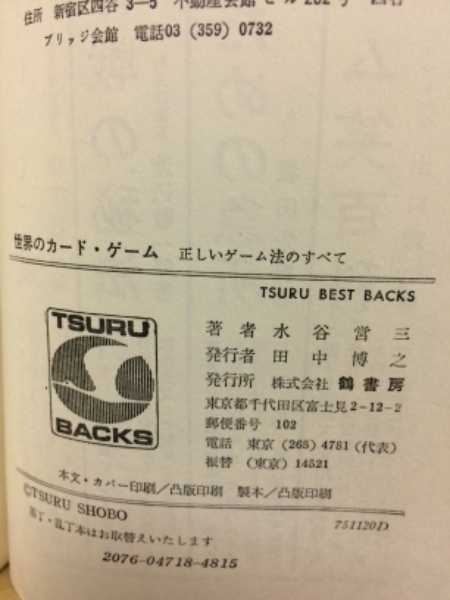 住所 新宿区四谷3—5 不動産会館ビル202号 四谷
ブリッジ会館 電話03(359)0732
世界のカード・ゲーム 正しいゲーム法のすべて
TSURU BEST BACKS
TSURU
BACKS
著者 水谷営三
発行者 田中博之
発行所 株式会社 鶴書房
東京都千代田区富士見2-12-2
郵便番号 102
電話 東京(265)4781(代表)
振替 (東京)14521
本文・カバー印刷/凸版印刷 製本/凸版印刷
©TSURU SHOBO
751120D
落丁・乱丁本はお取替えいたします
2076-04718-4815